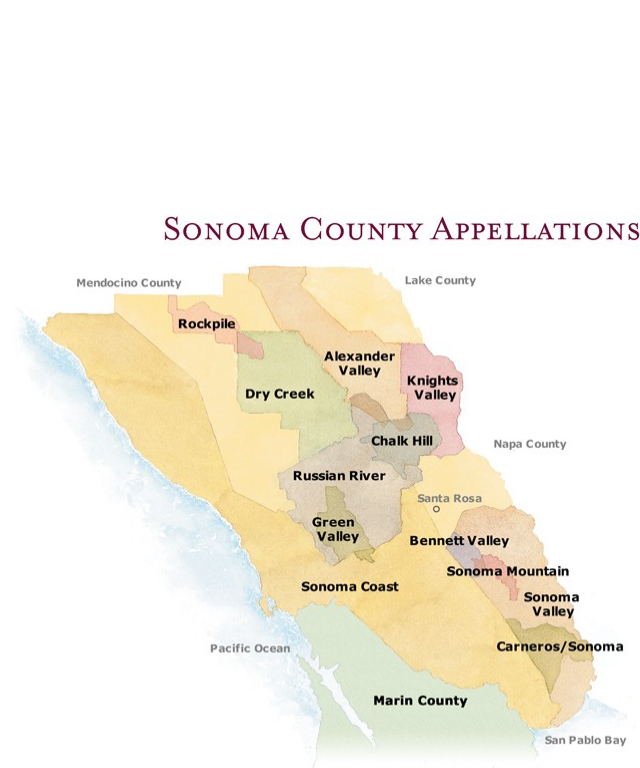 SONOMA COUNTY APPELLATIONS
Mendocino County
Lake County
Rockpile
Alexander
Valley
Knights
Valley
Dry Creek
Chalk Hill
Napa County
Russian River
Santa Rosa
Green
Valley
Bennett Valley
Sonoma Mountain
Sonoma Coast
Sonoma
Valley
Carneros/Sonoma
Pacific Ocean
Marin County
San Pablo Bay